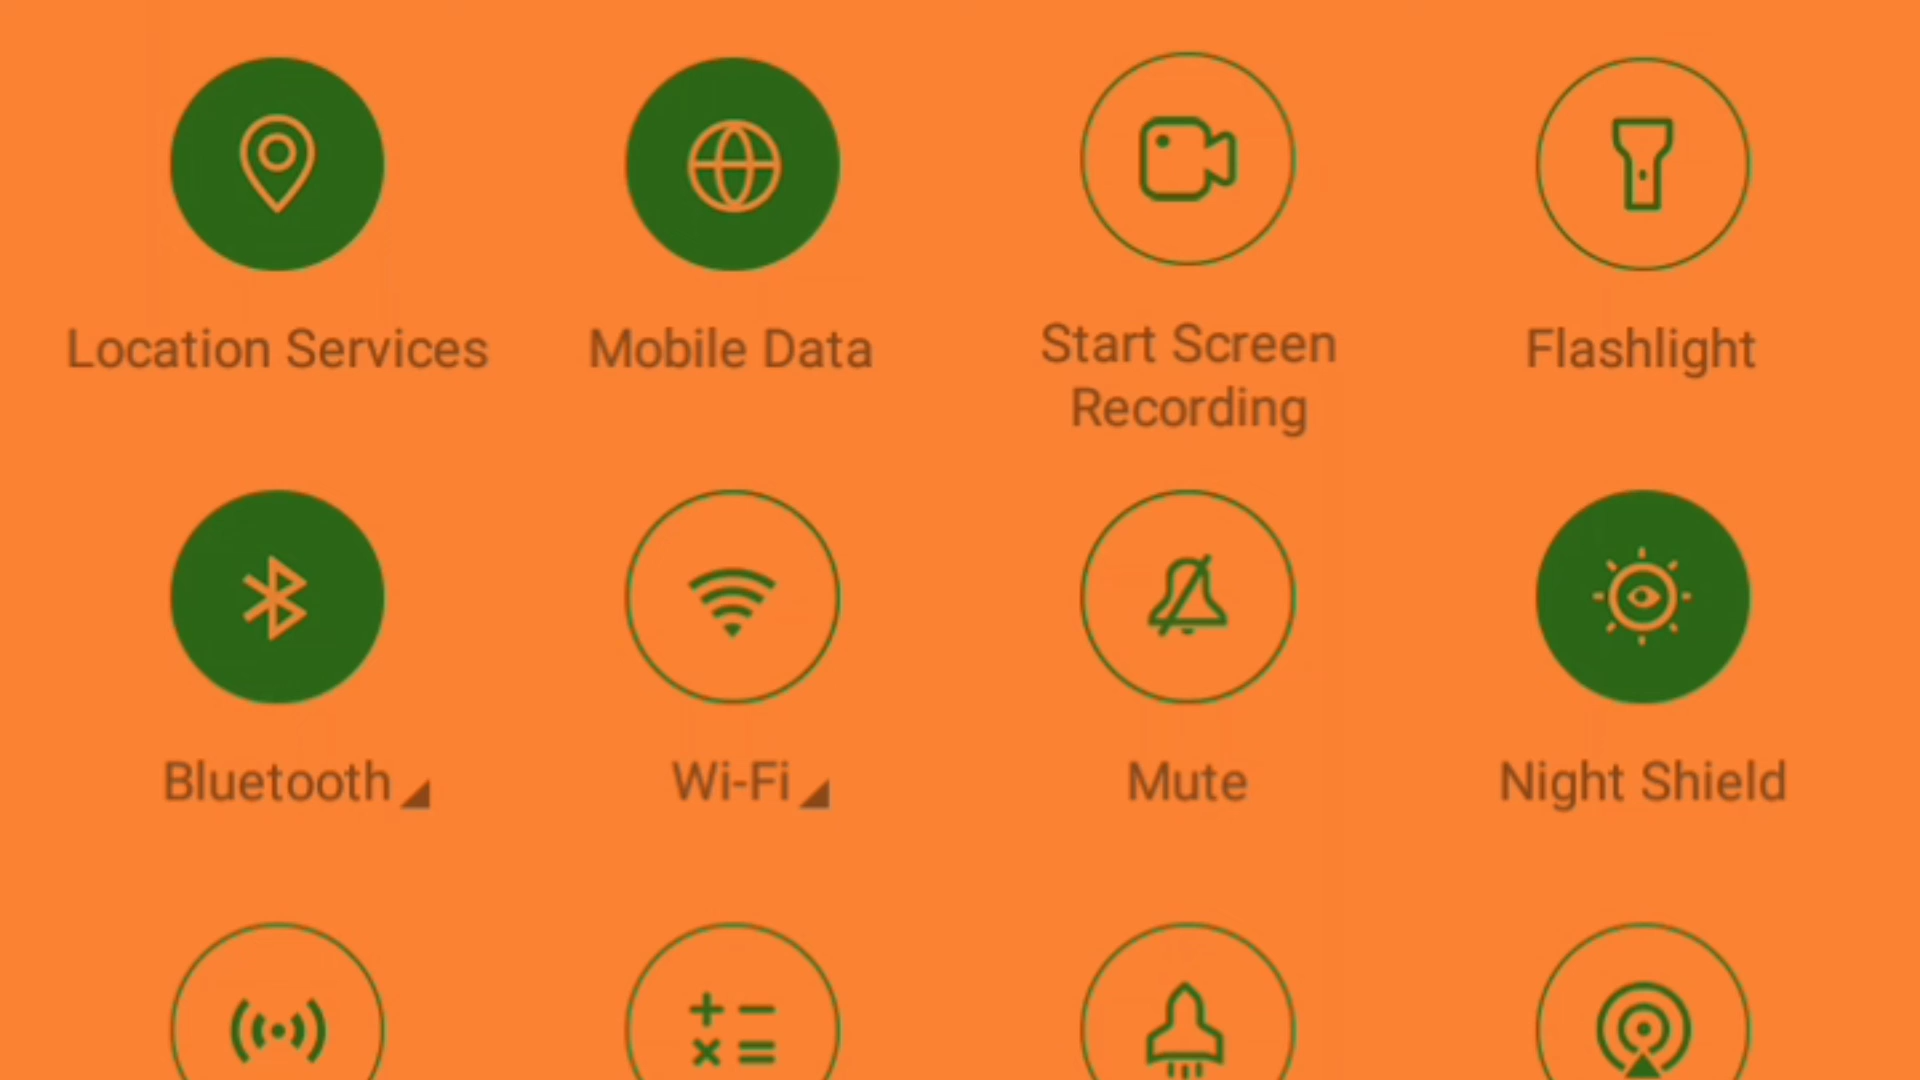 Location Services
Mobile Data
Start Screen
Recording
Flashlight
Bluetooth
Wi-Fi
Mute
Night Shield